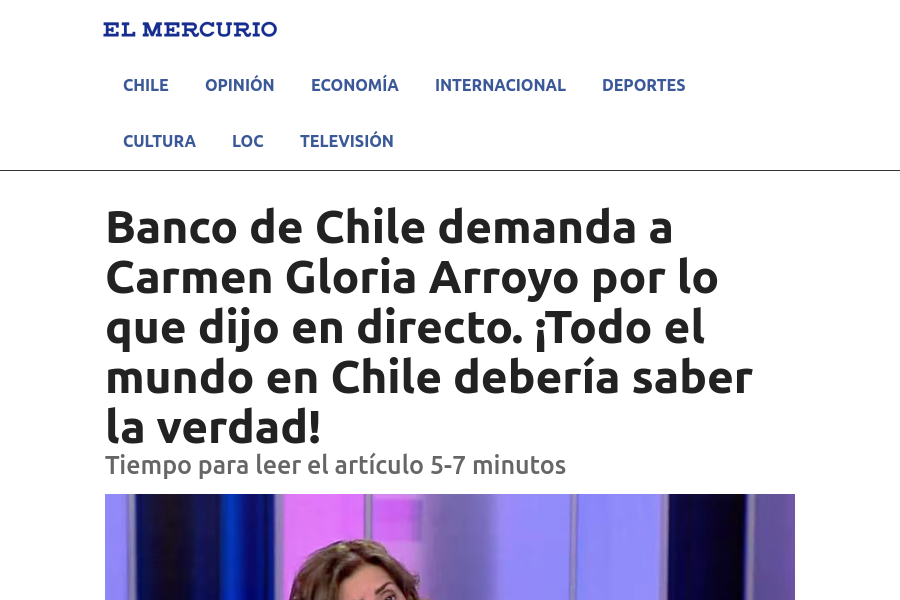 EL MERCURIO
CHILE OPINIÓN ECONOMÍA INTERNACIONAL DEPORTES
CULTURA LOC TELEVISIÓN
Banco de Chile demanda a
Carmen Gloria Arroyo por lo
que dijo en directo. ¡Todo el
mundo en Chile debería saber
la verdad!
Tiempo para leer el artículo 5-7 minutos